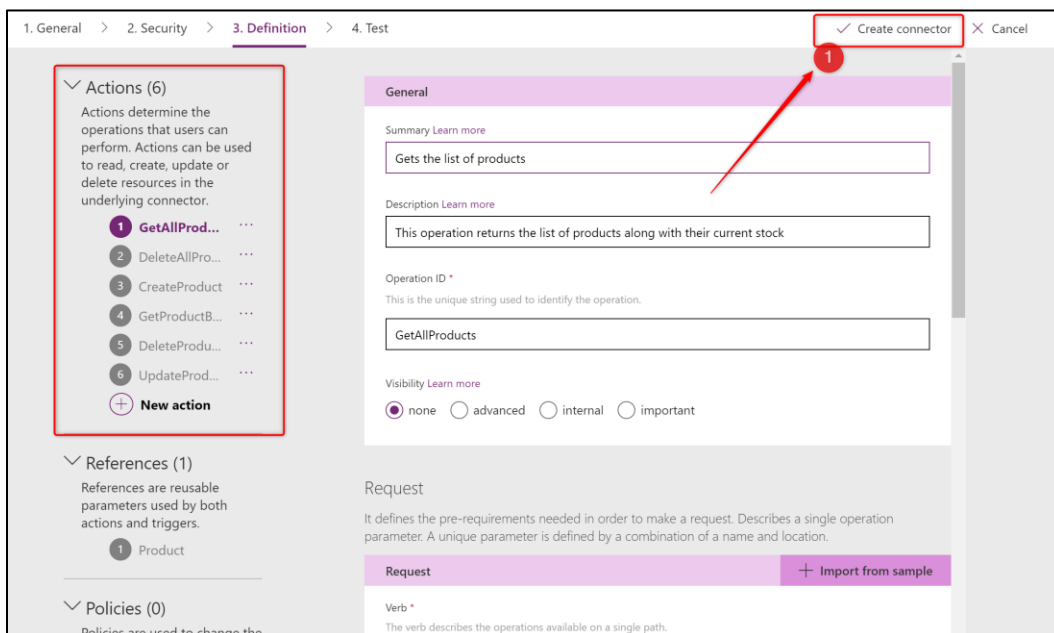 1. General > 2. Security > 3. Definition > 4. Test
Create connector
Cancel
1
Actions (6)
Actions determine the
operations that users can
perform. Actions can be used
to read, create, update or
delete resources in the
underlying connector.
1 GetAllProd... ...
2 DeleteAllPro... ...
3 CreateProduct ...
4 GetProductB... ...
5 DeleteProdu... ...
6 UpdateProd... ...
New action
References (1)
References are reusable
parameters used by both
actions and triggers.
1 Product
Policies (0)
Policies are used to change the
General
Summary Learn more
Gets the list of products
Description Learn more
This operation returns the list of products along with their current stock
Operation ID *
This is the unique string used to identify the operation.
GetAllProducts
Visibility Learn more
none advanced internal important
Request
It defines the pre-requirements needed in order to make a request. Describes a single operation
parameter. A unique parameter is defined by a combination of a name and location.
Request
+ Import from sample
Verb *
The verb describes the operations available on a single path.